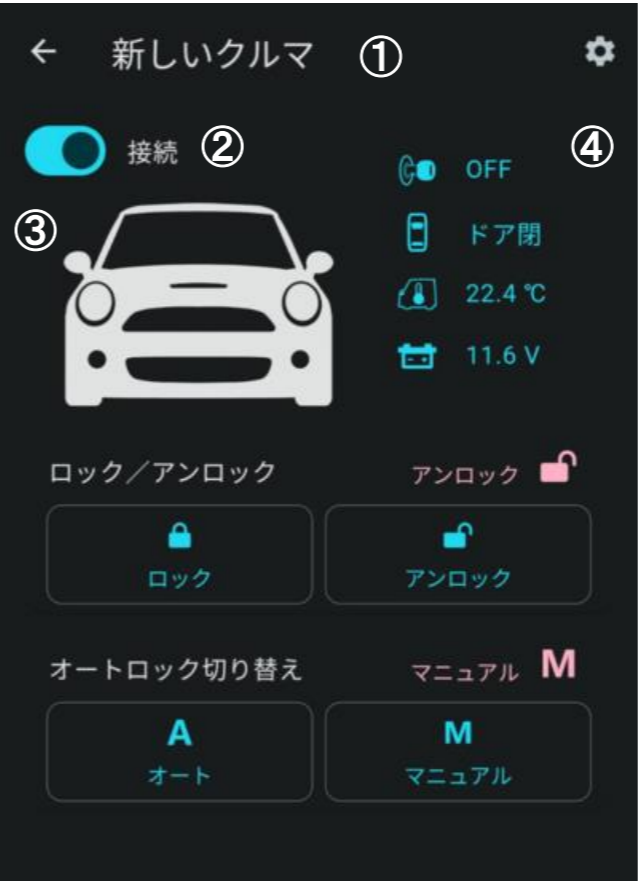 新しいクルマ ①
接続 ②
④
OFF
③
ドア閉
22.4 ℃
11.6 V
ロック／アンロック アンロック
ロック アンロック
オートロック切り替え マニュアル M
A M
オート マニュアル